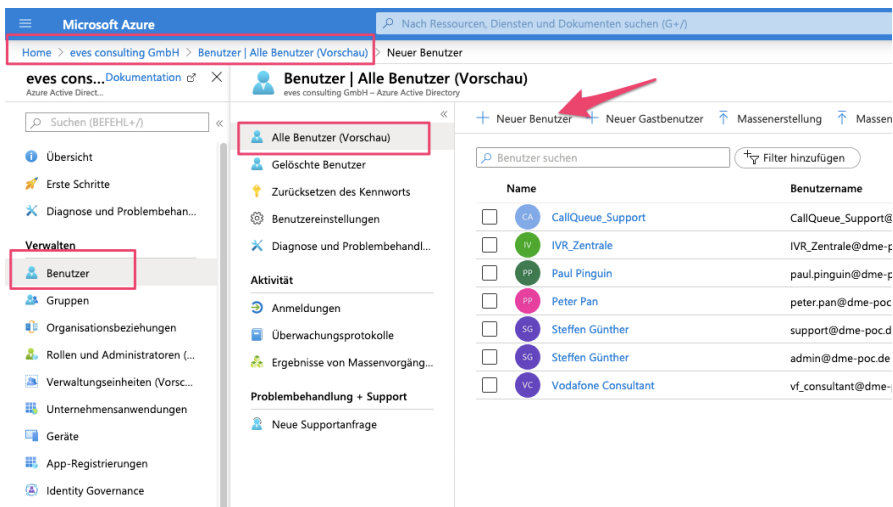 Microsoft Azure
Nach Ressourcen, Diensten und Dokumenten suchen (G+/)
Home > eves consulting GmbH > Benutzer | Alle Benutzer (Vorschau) > Neuer Benutzer
eves cons... Dokumentation
Azure Active Direct...
Suchen (BEFEHL+/)
Übersicht
Erste Schritte
Diagnose und Problembehan...
Verwalten
Benutzer
Gruppen
Organisationsbeziehungen
Rollen und Administratoren (...
Verwaltungseinheiten (Vorsc...
Unternehmensanwendungen
Geräte
App-Registrierungen
Identity Governance
Benutzer | Alle Benutzer (Vorschau)
eves consulting GmbH – Azure Active Directory
Alle Benutzer (Vorschau)
Gelöschte Benutzer
Zurücksetzen des Kennworts
Benutzereinstellungen
Diagnose und Problembehandl...
Aktivität
Anmeldungen
Überwachungsprotokolle
Ergebnisse von Massenvorgäng...
Problembehandlung + Support
Neue Supportanfrage
Neuer Benutzer Neuer Gastbenutzer Massenerstellung Massen
Benutzer suchen Filter hinzufügen
Name Benutzername
CA CallQueue_Support CallQueue_Support@
IV IVR_Zentrale IVR_Zentrale@dme-p
PP Paul Pinguin paul.pinguin@dme-p
PP Peter Pan peter.pan@dme-poc
SG Steffen Günther support@dme-poc.d
SG Steffen Günther admin@dme-poc.de
VC Vodafone Consultant vf_consultant@dme-